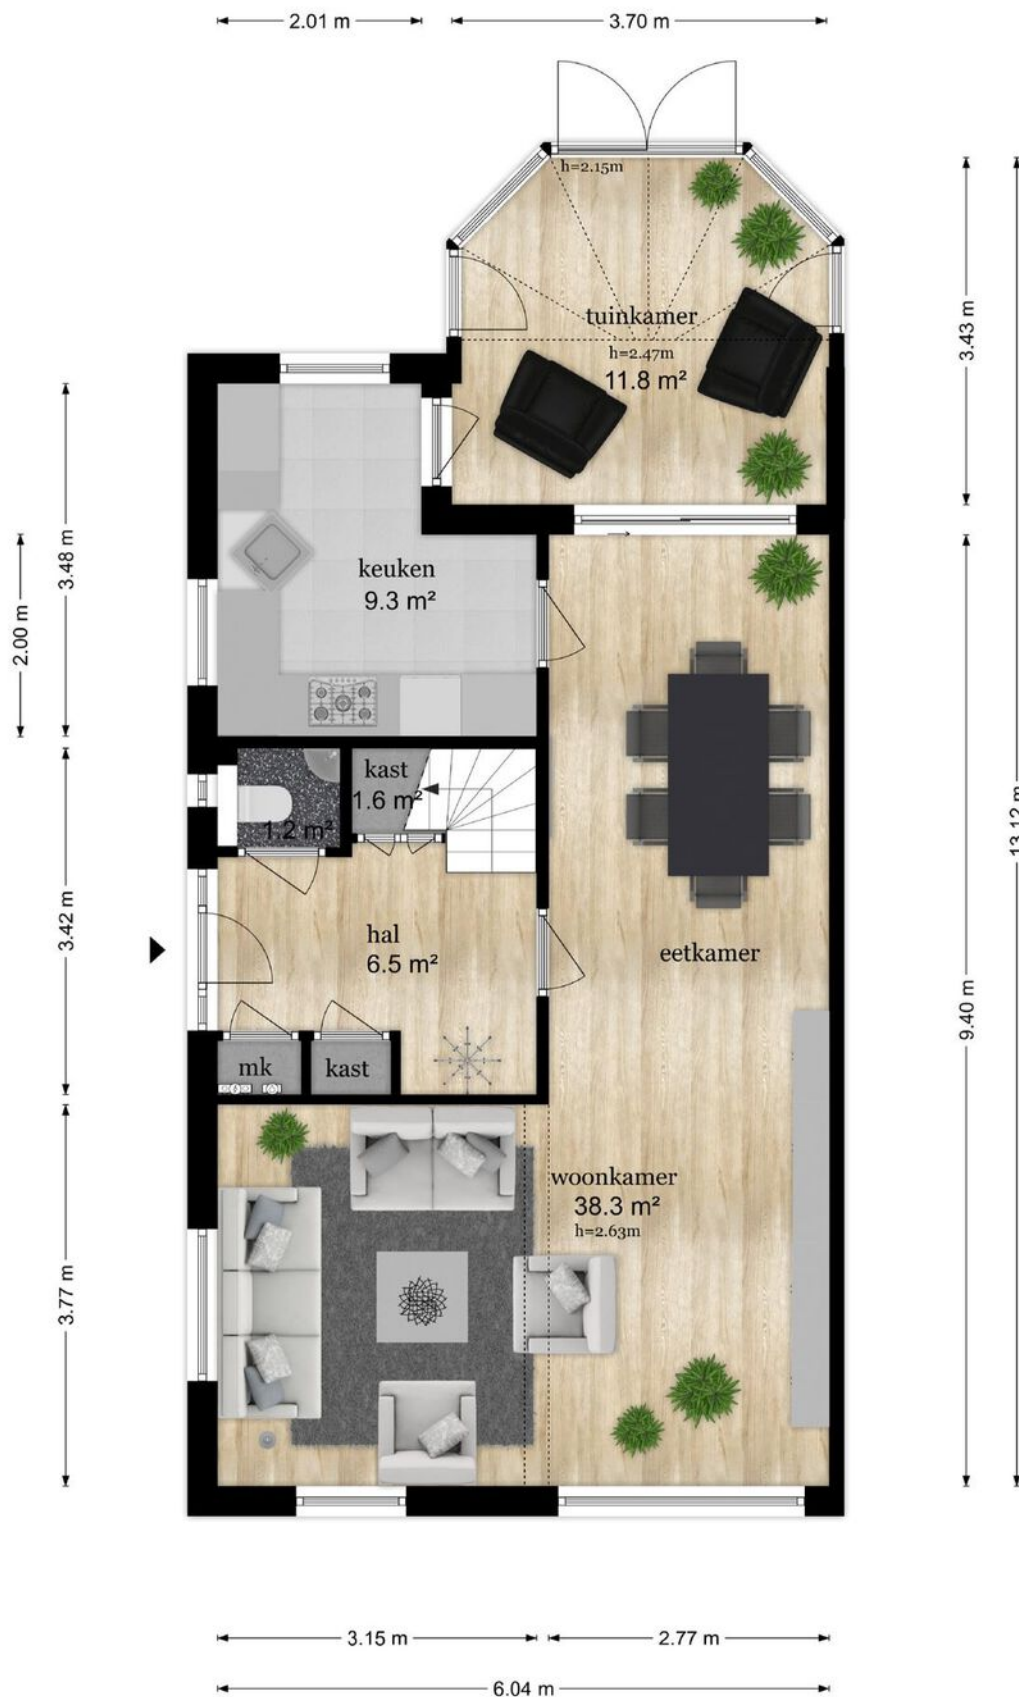 2.01 m
3.70 m
h=2.15m
tuinkamer
h=2.47m
11.8 m²
3.43 m
13.12 m
3.48 m
2.00 m
keuken
9.3 m²
kast
1.6 m²
1.2 m²
3.42 m
hal
6.5 m²
eetkamer
9.40 m
mk
kast
woonkamer
38.3 m²
h=2.63m
3.77 m
3.15 m
2.77 m
6.04 m